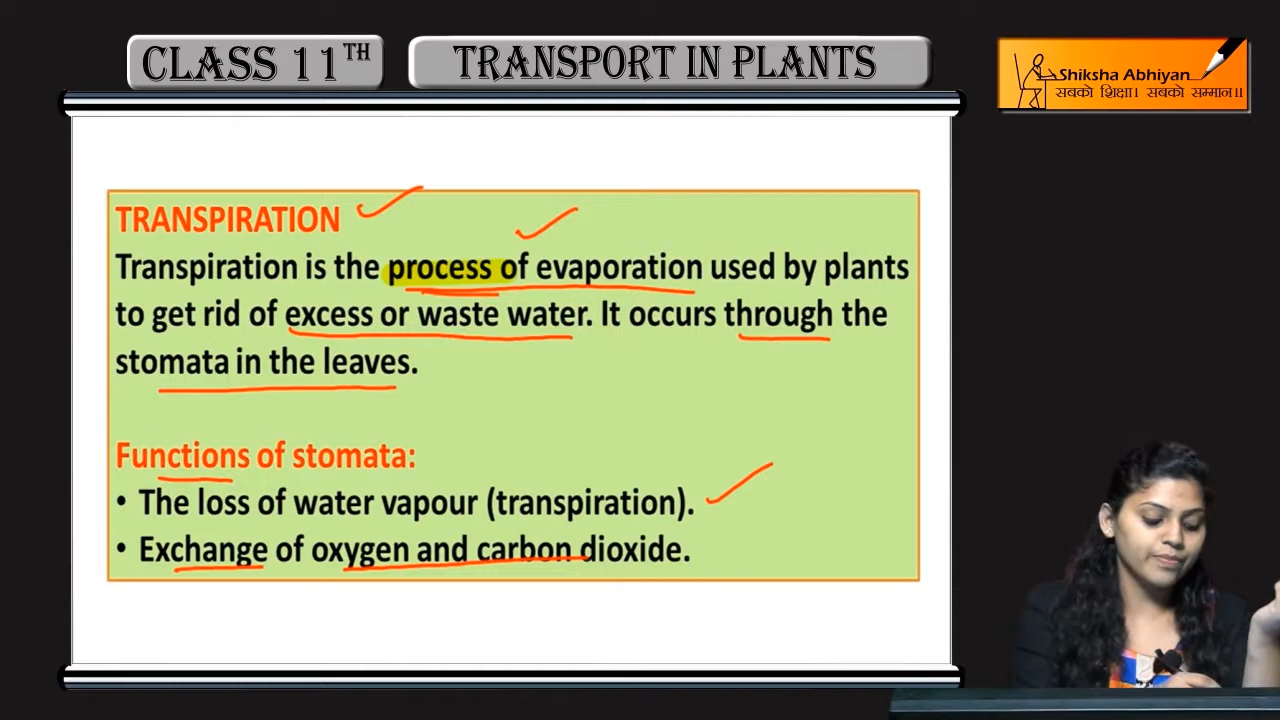 CLASS 11TH
TRANSPORT IN PLANTS
Shiksha Abhiyan
सबको शिक्षा। सबको सम्मान।।
TRANSPIRATION
Transpiration is the process of evaporation used by plants
to get rid of excess or waste water. It occurs through the
stomata in the leaves.
Functions of stomata:
• The loss of water vapour (transpiration).
• Exchange of oxygen and carbon dioxide.